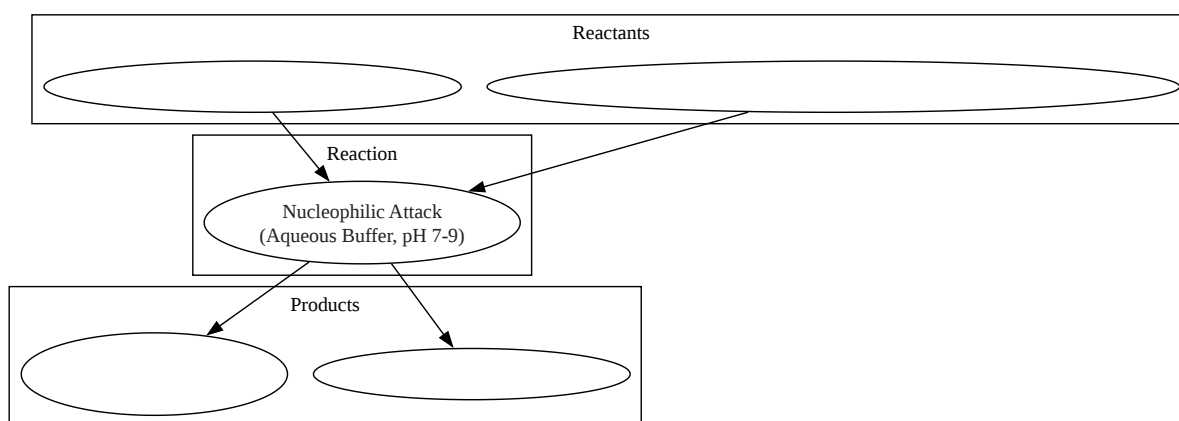 Reactants
Reaction
Nucleophilic Attack
(Aqueous Buffer, pH 7-9)
Products